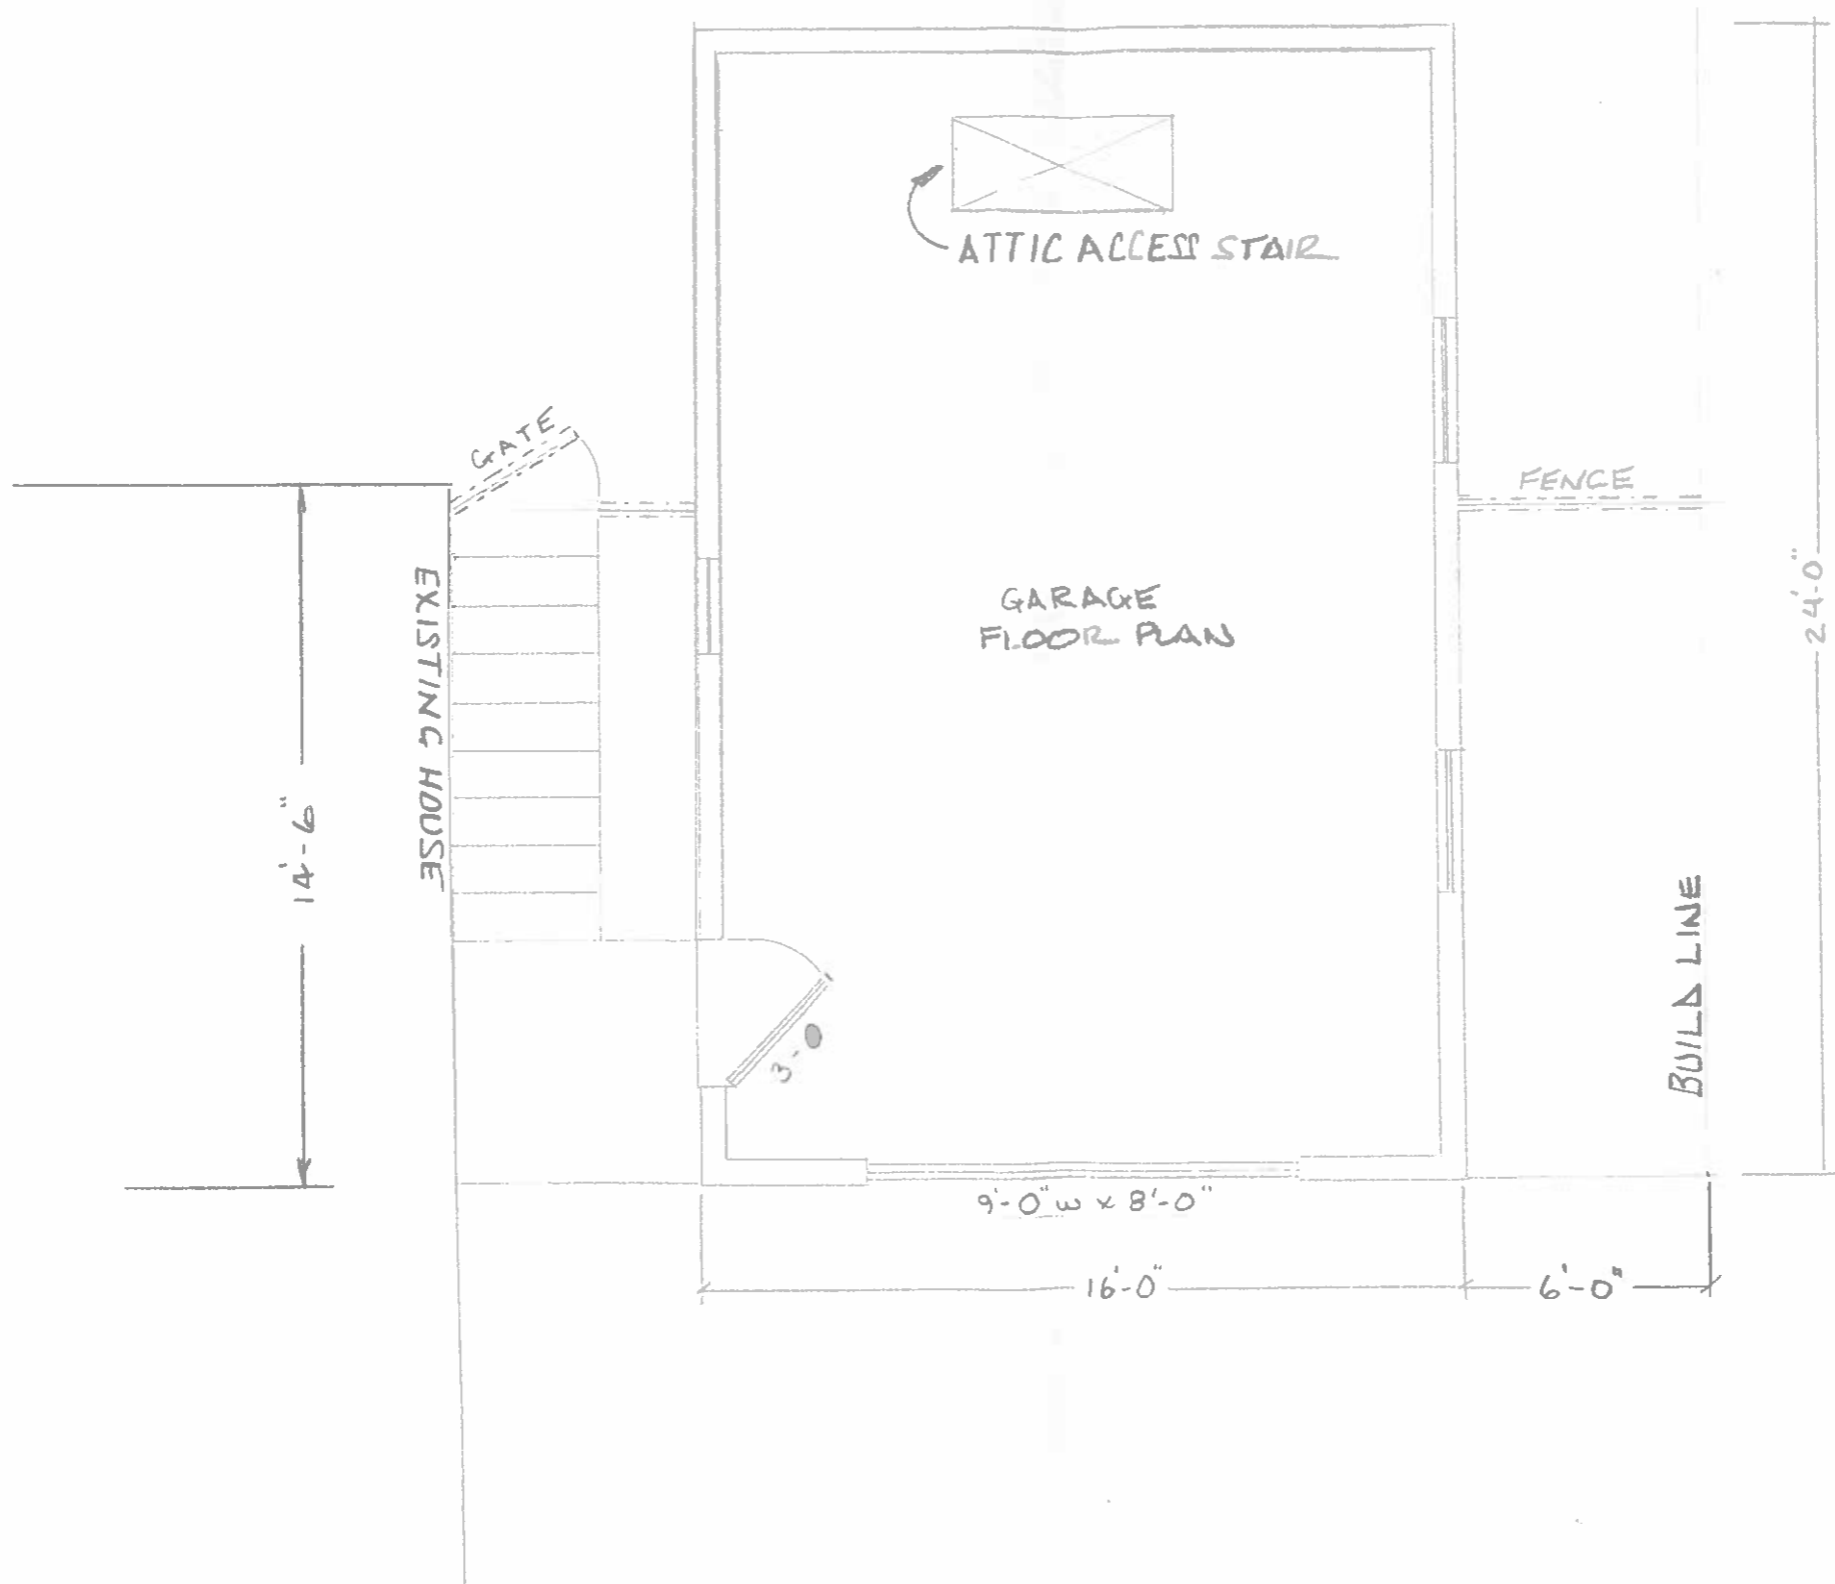 ATTIC ACCESS STAIR
GATE
FENCE
GARAGE
FLOOR PLAN
24'-0"
EXISTING HOUSE
14'-6"
BUILD LINE
3-0
9'-0" W x 8'-0"
16'-0"
6'-0"